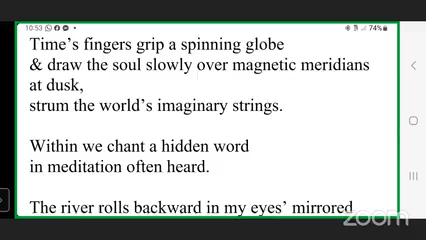 10:53
74%
Time's fingers grip a spinning globe
& draw the soul slowly over magnetic meridians
at dusk,
strum the world's imaginary strings.
Within we chant a hidden word
in meditation often heard.
The river rolls backward in my eyes' mirrored
zoom